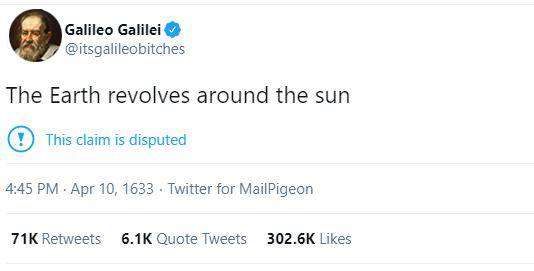 Galileo Galilei
@itsgalileobitches
The Earth revolves around the sun
This claim is disputed
4:45 PM · Apr 10, 1633 · Twitter for MailPigeon
71K Retweets 6.1K Quote Tweets 302.6K Likes